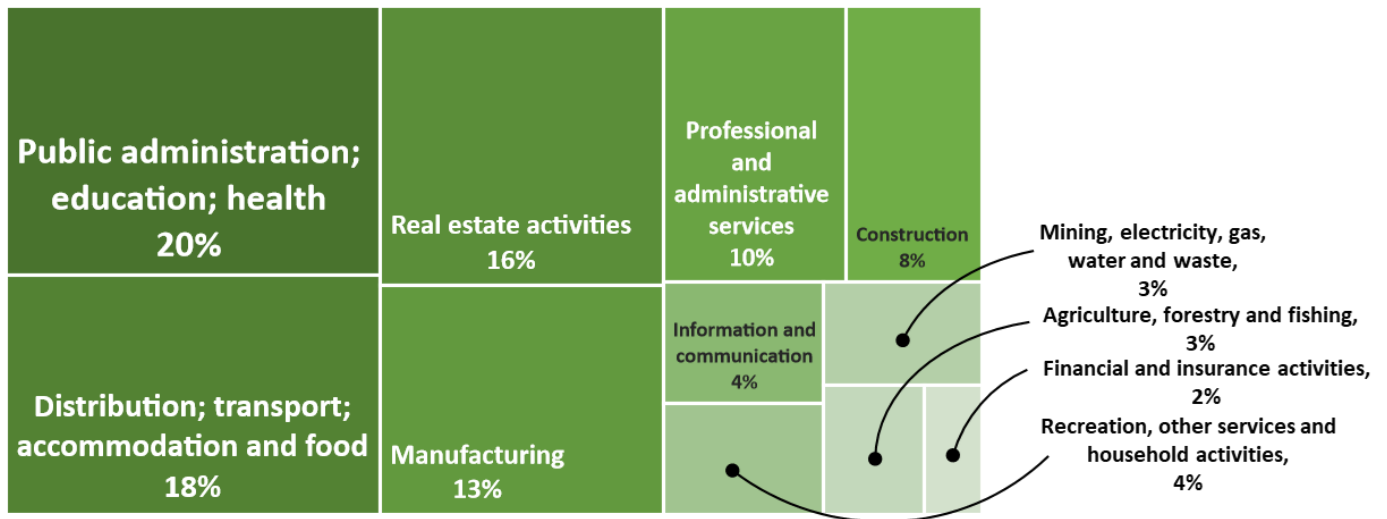 Public administration;
education; health
20%
Distribution; transport;
accommodation and food
18%
Real estate activities
16%
Manufacturing
13%
Professional
and
administrative
services
10%
Construction
8%
Information and
communication
4%
Mining, electricity, gas,
water and waste,
3%
Agriculture, forestry and fishing,
3%
Financial and insurance activities,
2%
Recreation, other services and
household activities,
4%